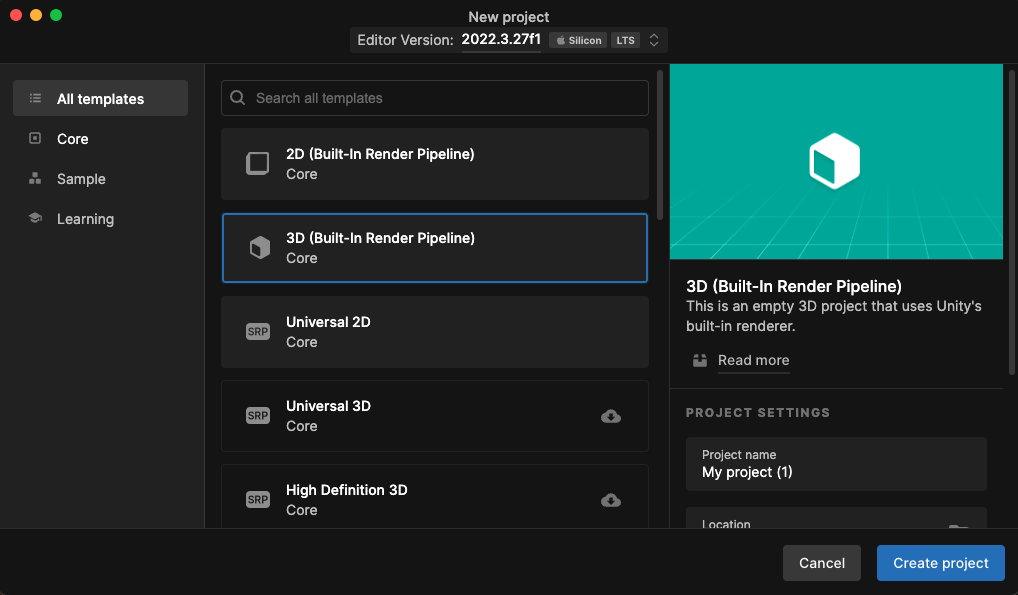 New project
Editor Version: 2022.3.27f1 Silicon LTS
All templates
Core
Sample
Learning
Search all templates
2D (Built-In Render Pipeline)
Core
3D (Built-In Render Pipeline)
Core
SRP
Universal 2D
Core
SRP
Universal 3D
Core
SRP
High Definition 3D
Core
3D (Built-In Render Pipeline)
This is an empty 3D project that uses Unity's
built-in renderer.
Read more
PROJECT SETTINGS
Project name
My project (1)
Location
Cancel
Create project